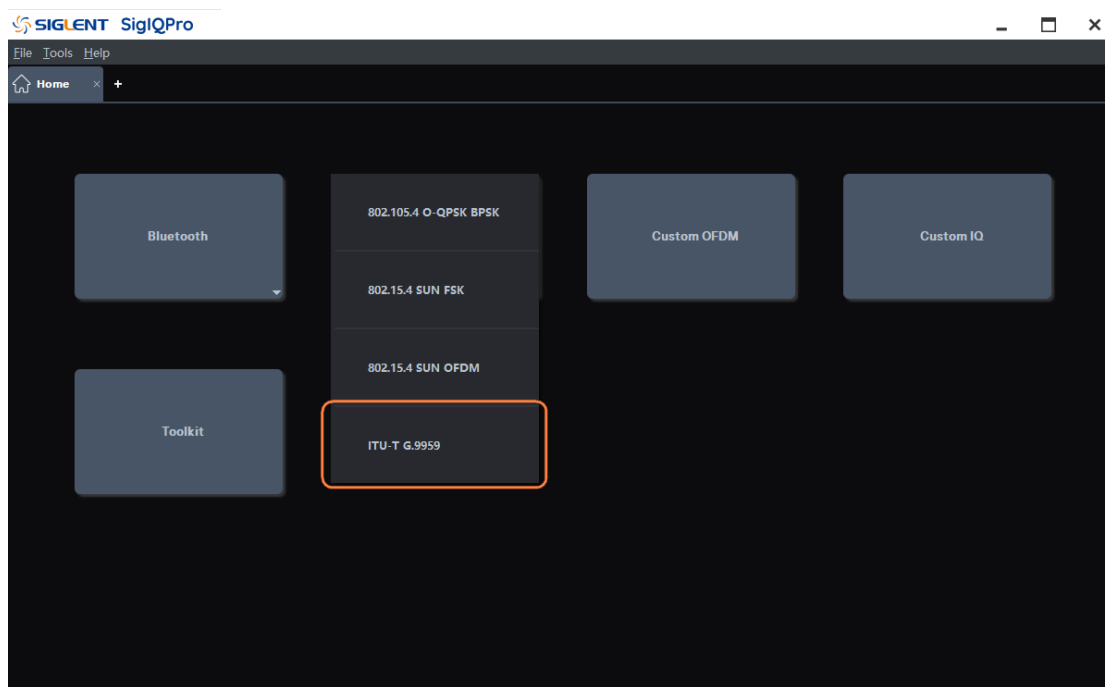 SIGLENT SigIQPro
File Tools Help
Home × +
Bluetooth
802.105.4 O-QPSK BPSK
802.15.4 SUN FSK
802.15.4 SUN OFDM
ITU-T G.9959
Custom OFDM
Custom IQ
Toolkit